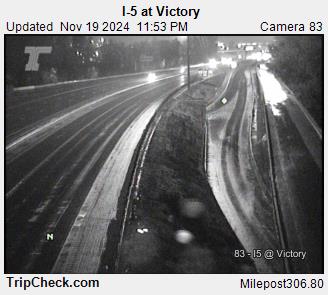 I-5 at Victory
Updated  Nov 19 2024  11:53 PM
Camera 83
T
N
83 - I5 @ Victory
TripCheck.com
Milepost306.80